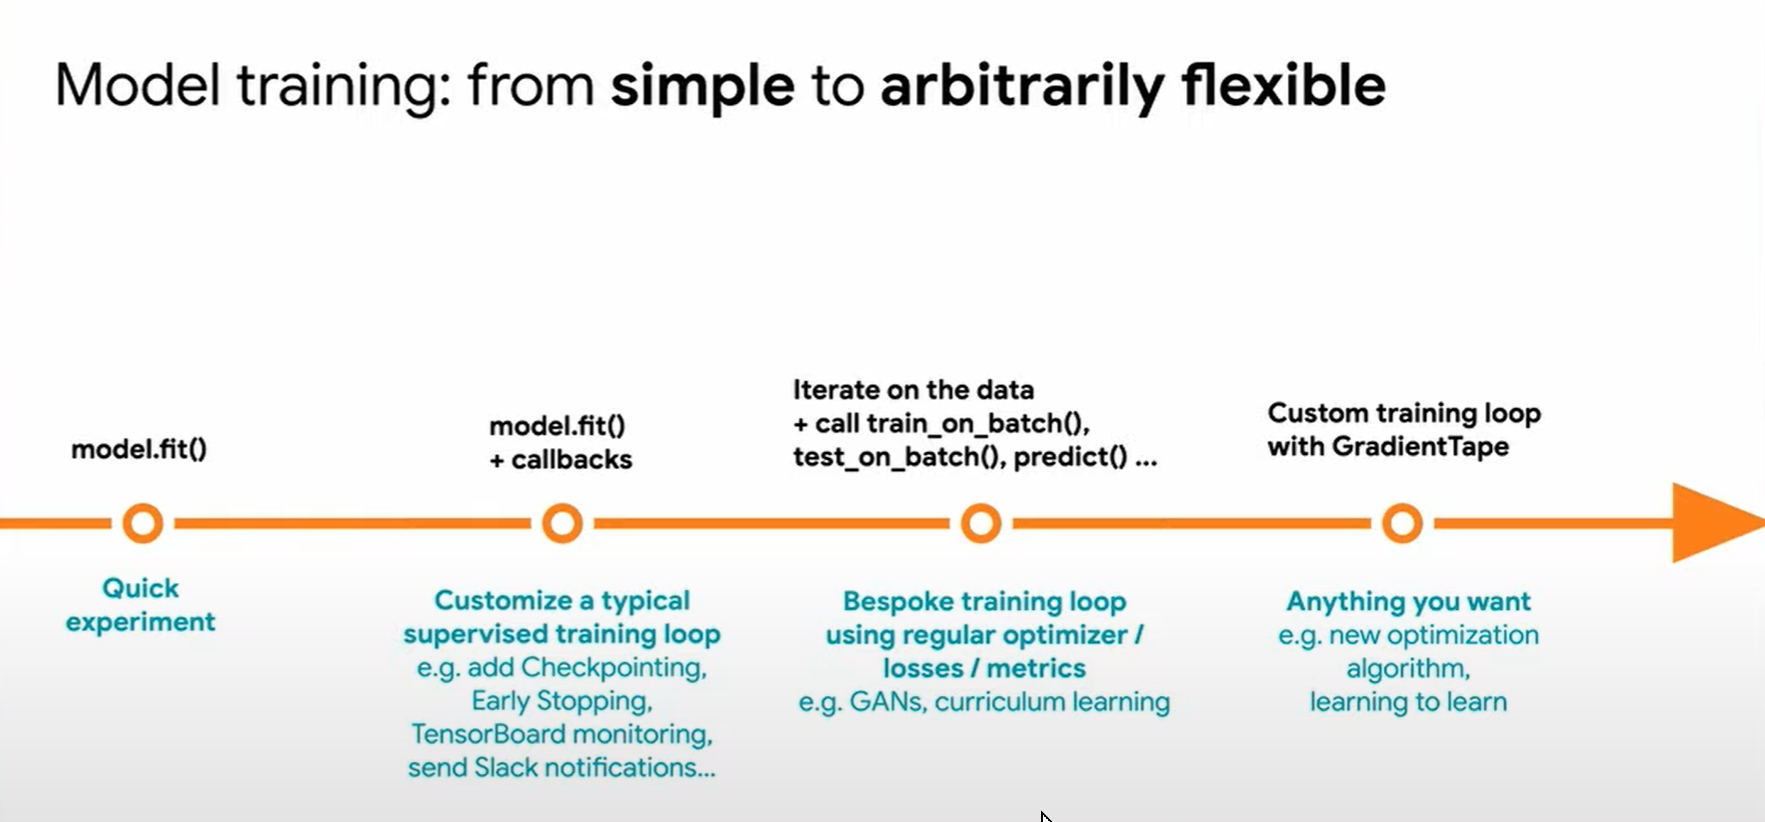 Model training: from simple to arbitrarily flexible
model.fit()
Quick
experiment
model.fit()
+ callbacks
Customize a typical
supervised training loop
e.g. add Checkpointing,
Early Stopping,
TensorBoard monitoring,
send Slack notifications...
Iterate on the data
+ call train_on_batch(),
test_on_batch(), predict() ...
Bespoke training loop
using regular optimizer /
losses / metrics
e.g. GANs, curriculum learning
Custom training loop
with GradientTape
Anything you want
e.g. new optimization
algorithm,
learning to learn